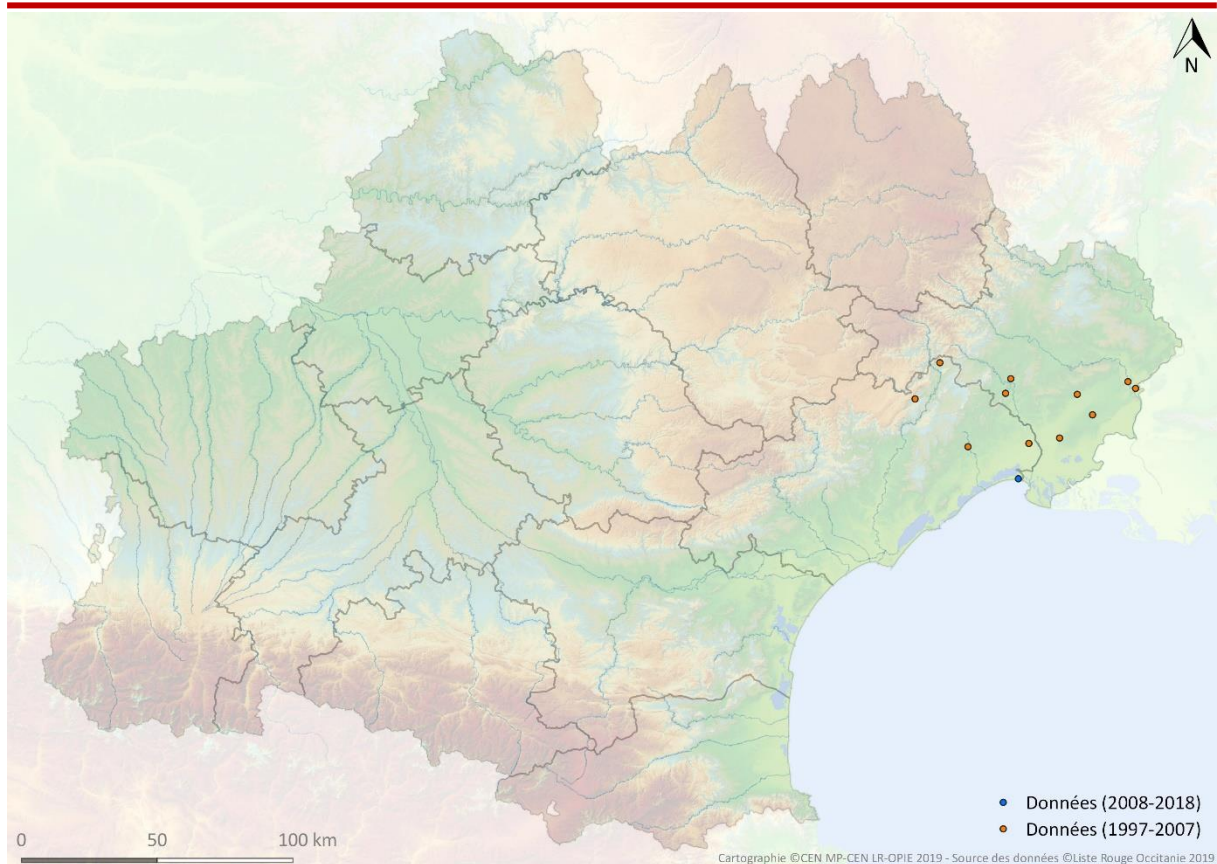 N
Données (2008-2018)
Données (1997-2007)
0 50 100 km
Cartographie ©CEN MP-CEN LR-OPIE 2019 - Source des données ©Liste Rouge Occitanie 2019